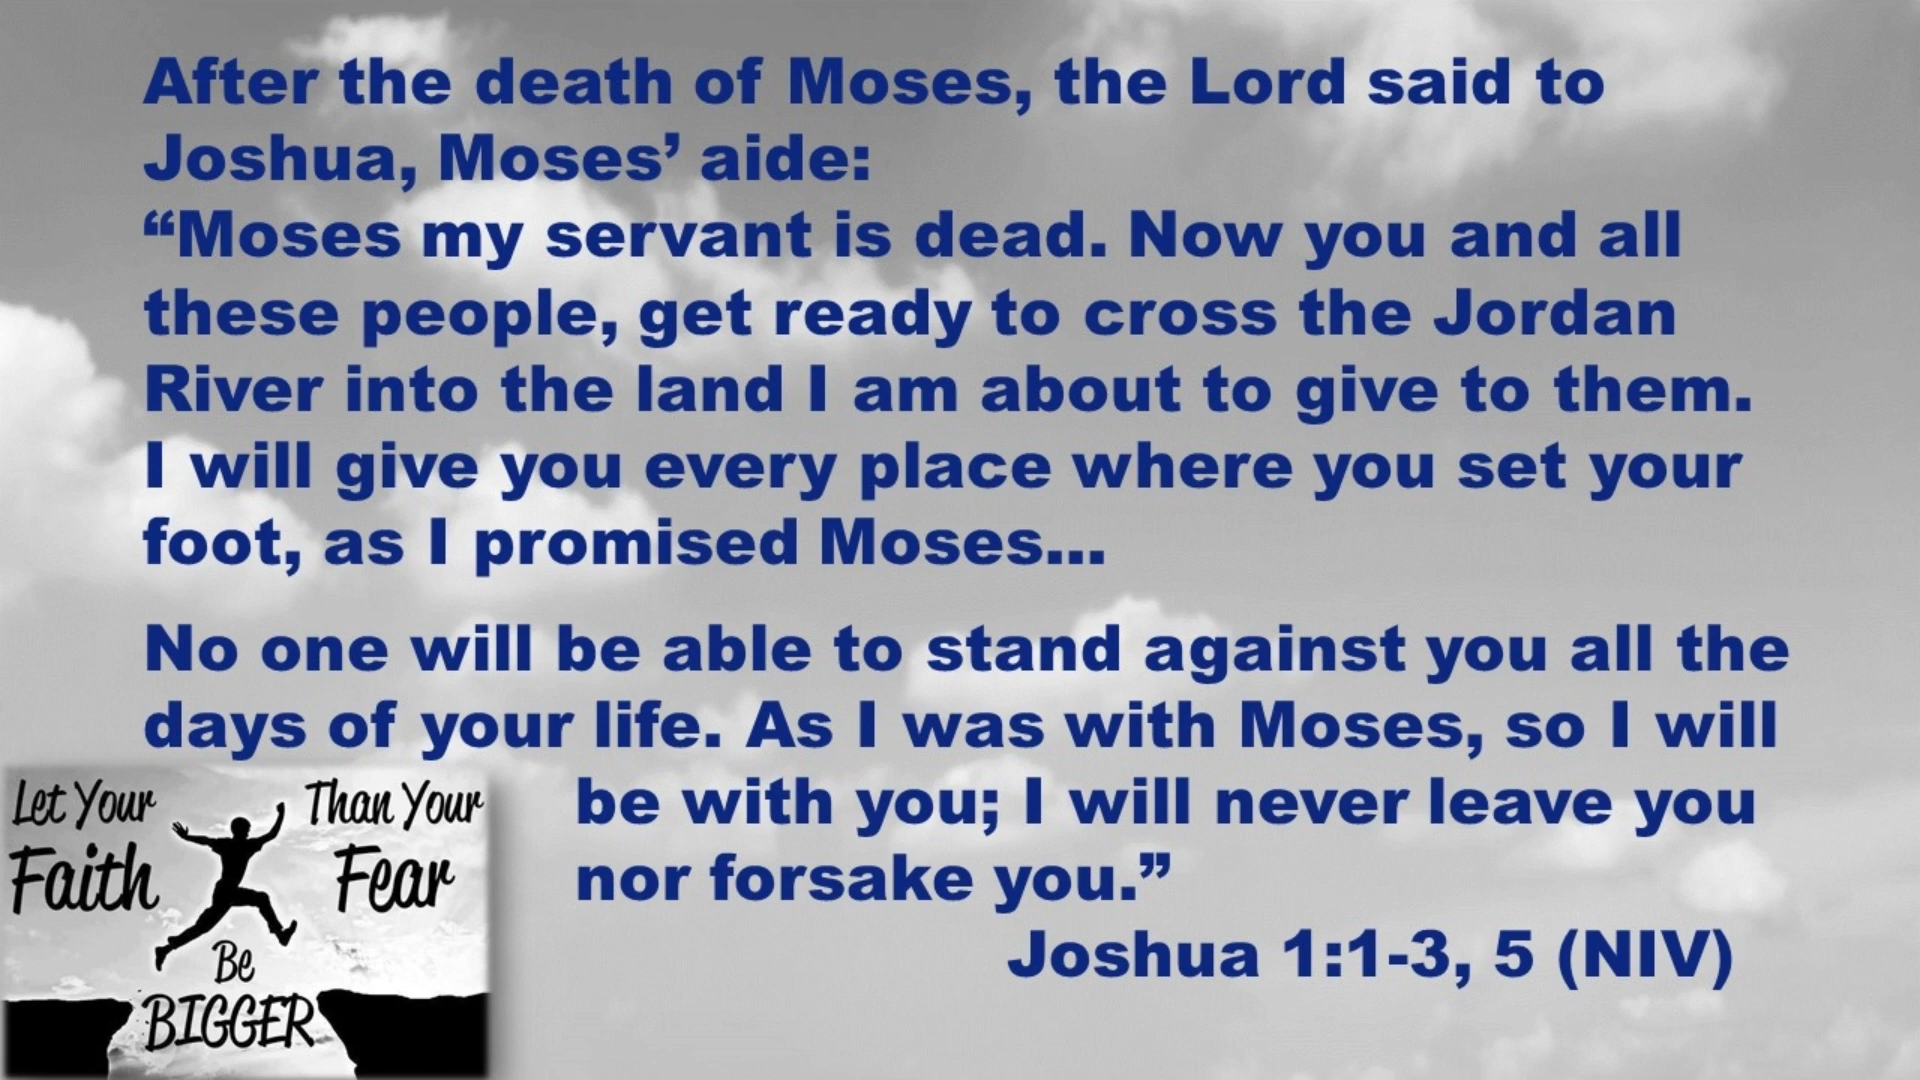 After the death of Moses, the Lord said to
Joshua, Moses’ aide:
“Moses my servant is dead. Now you and all
these people, get ready to cross the Jordan
River into the land I am about to give to them.
I will give you every place where you set your
foot, as I promised Moses...
No one will be able to stand against you all the
days of your life. As I was with Moses, so I will
be with you; I will never leave you
nor forsake you.”
Joshua 1:1-3, 5 (NIV)
Let Your
Faith
Than Your
Fear
Be
BIGGER